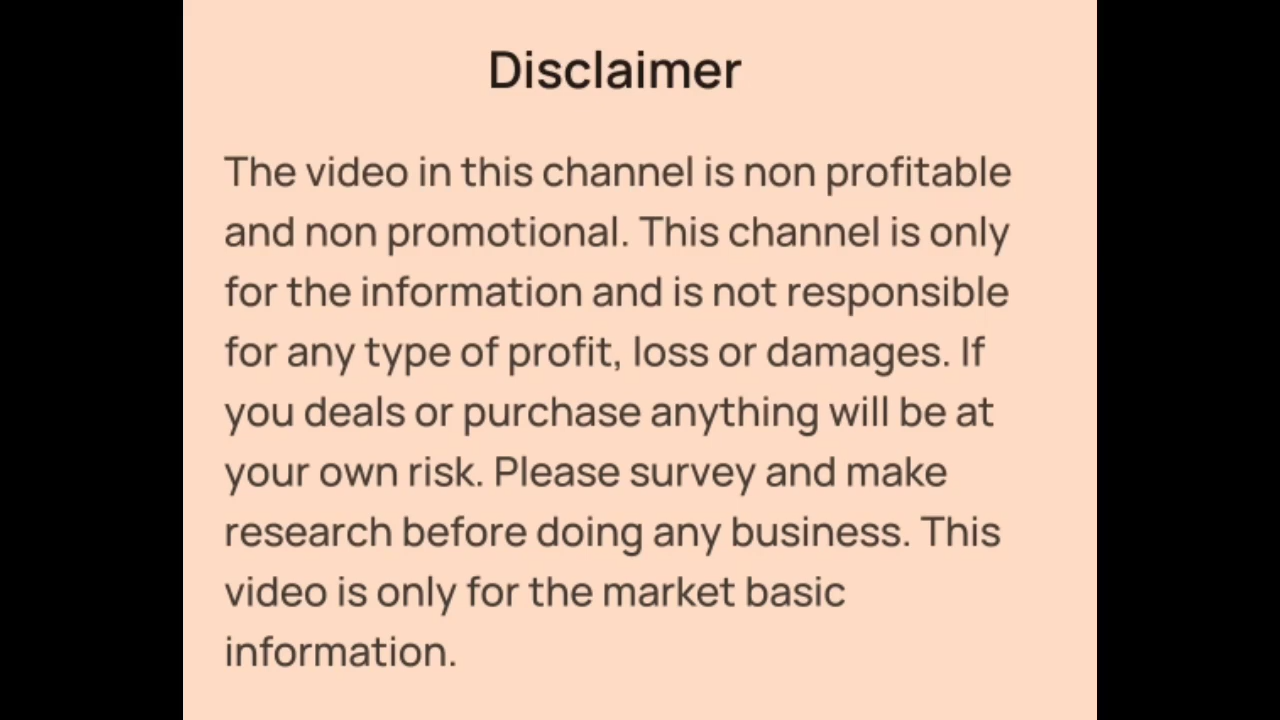 Disclaimer
The video in this channel is non profitable
and non promotional. This channel is only
for the information and is not responsible
for any type of profit, loss or damages. If
you deals or purchase anything will be at
your own risk. Please survey and make
research before doing any business. This
video is only for the market basic
information.